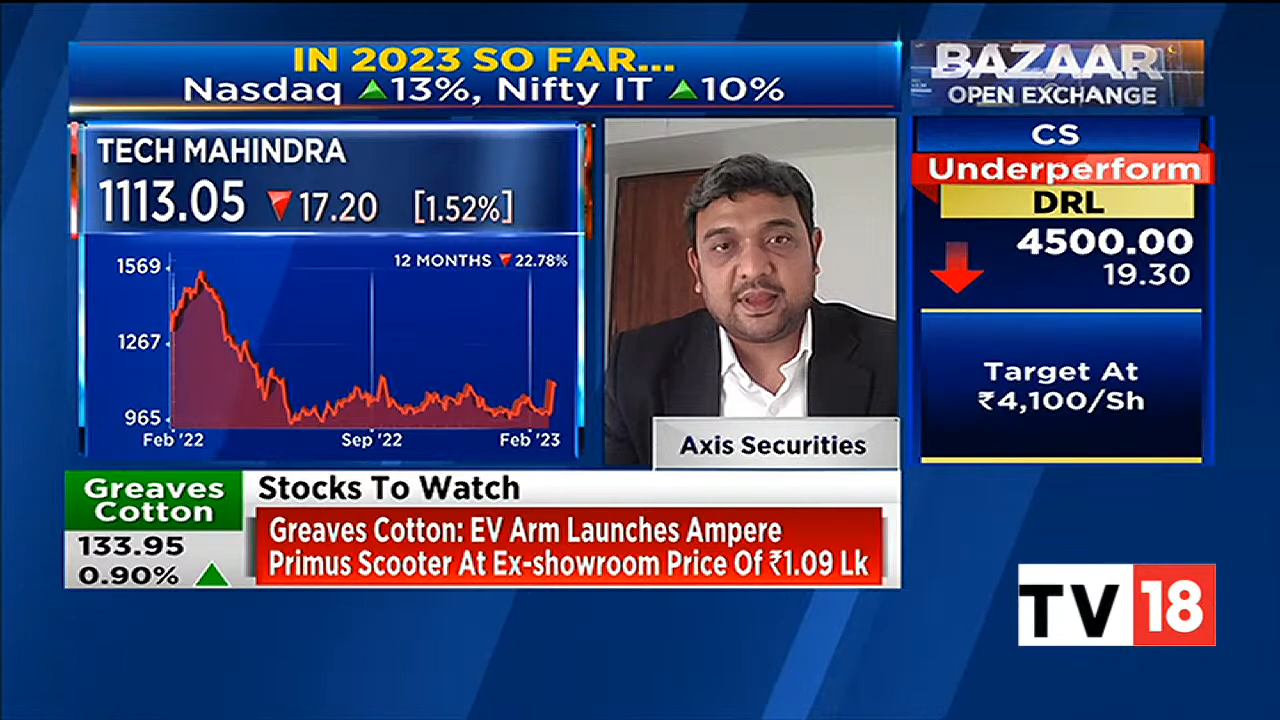 IN 2023 SO FAR...
Nasdaq ▲13%, Nifty IT ▲10%
BAZAAR
OPEN EXCHANGE
TECH MAHINDRA
1113.05 ▼17.20 [1.52%]
12 MONTHS ▼22.78%
1569
1267
965
Feb '22 Sep '22 Feb '23
Axis Securities
CS
Underperform
DRL
4500.00
19.30
Target At
₹4,100/Sh
Greaves
Cotton
133.95
0.90% ▲
Stocks To Watch
Greaves Cotton: EV Arm Launches Ampere
Primus Scooter At Ex-showroom Price Of ₹1.09 Lk
TV18